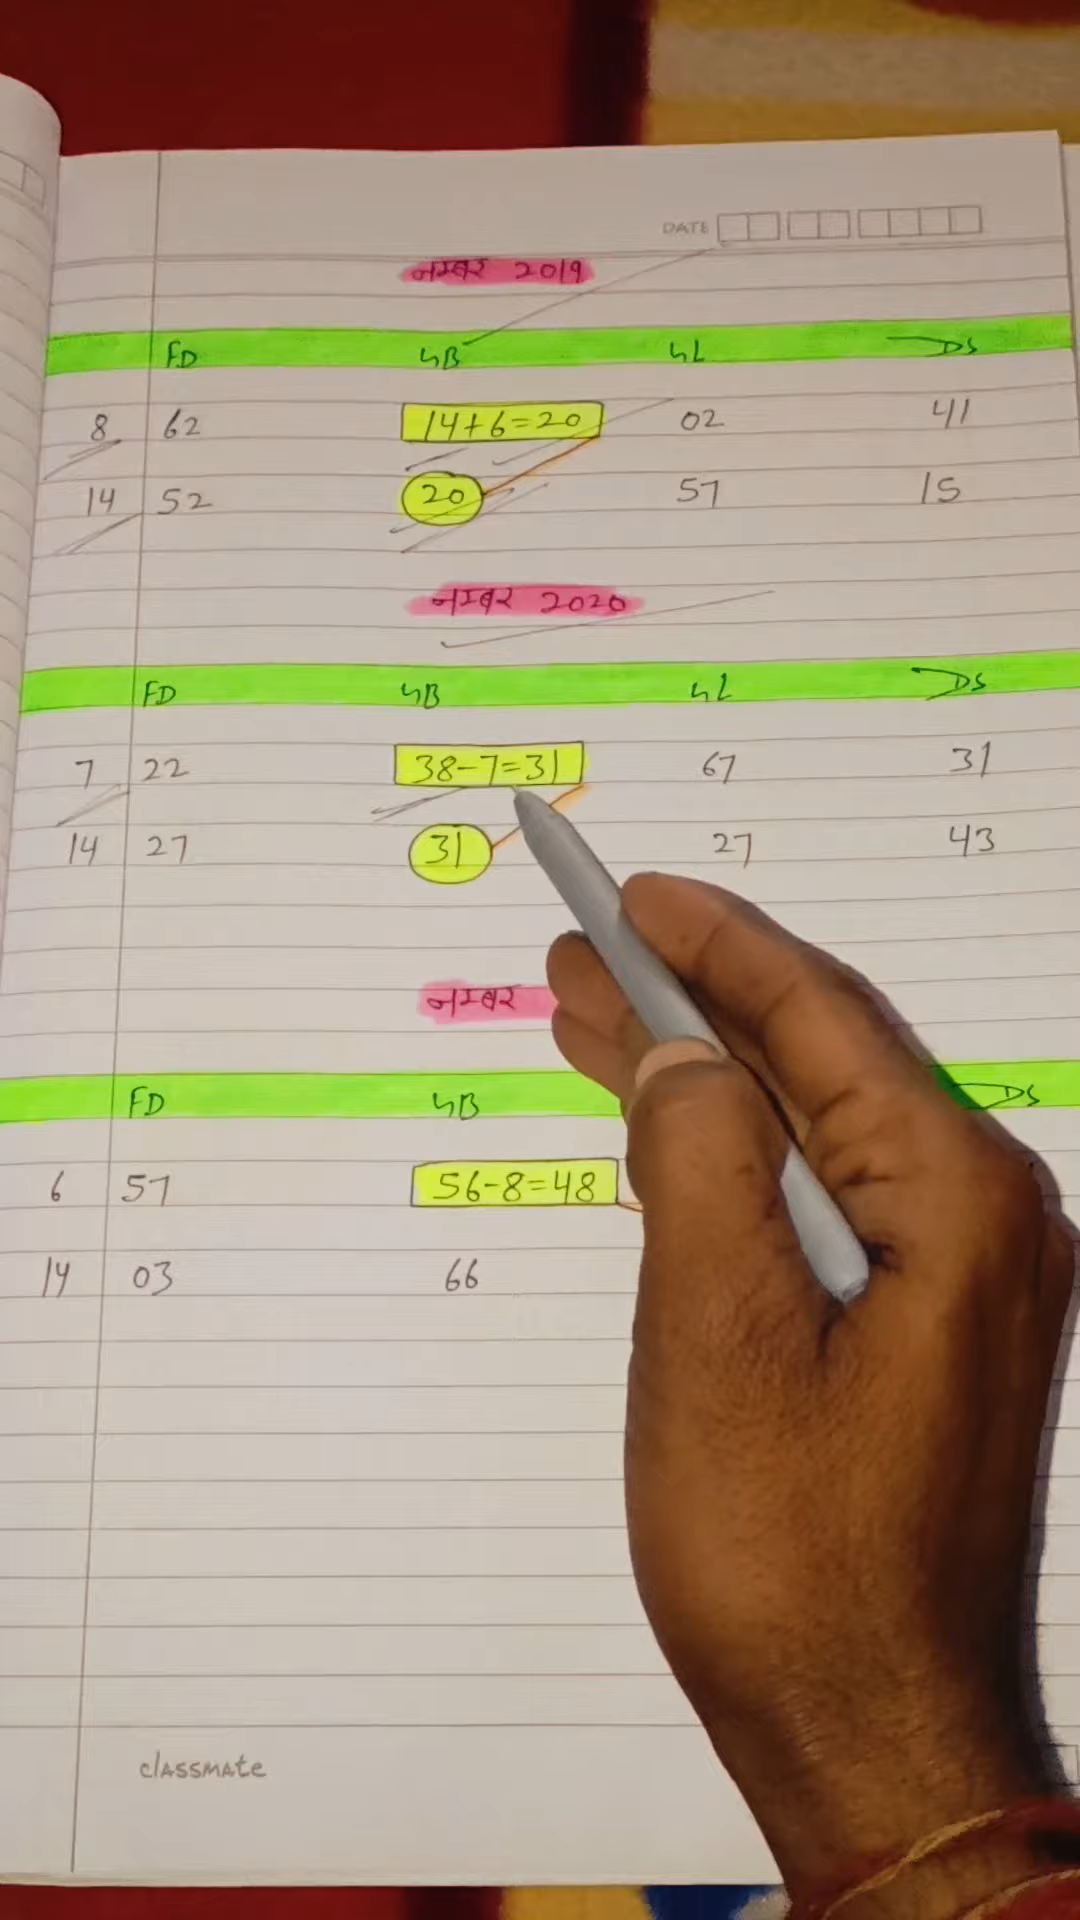 DATE
नम्बर 2019
FD GB GL DS
8 62 14+6=20 02 41
14 52 20 57 15
नम्बर 2020
FD GB GL DS
7 22 38-7=31 67 31
14 27 31 27 43
नम्बर
FD GB DS
6 57 56-8=48
14 03 66
classmate